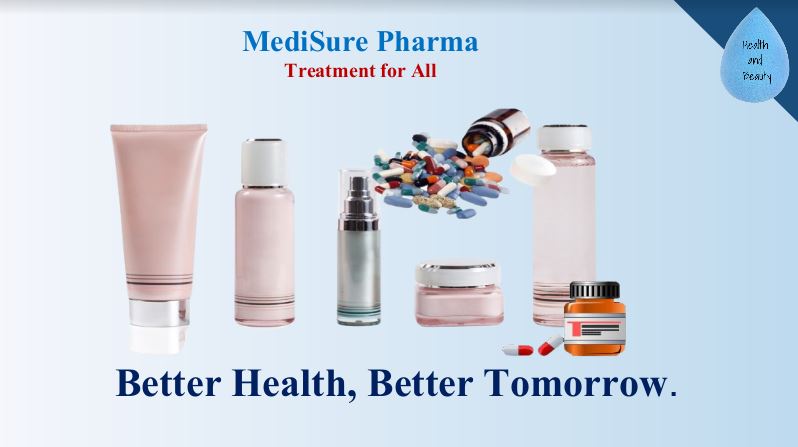 MediSure Pharma
Treatment for All
Health
and
Beauty
Better Health, Better Tomorrow.